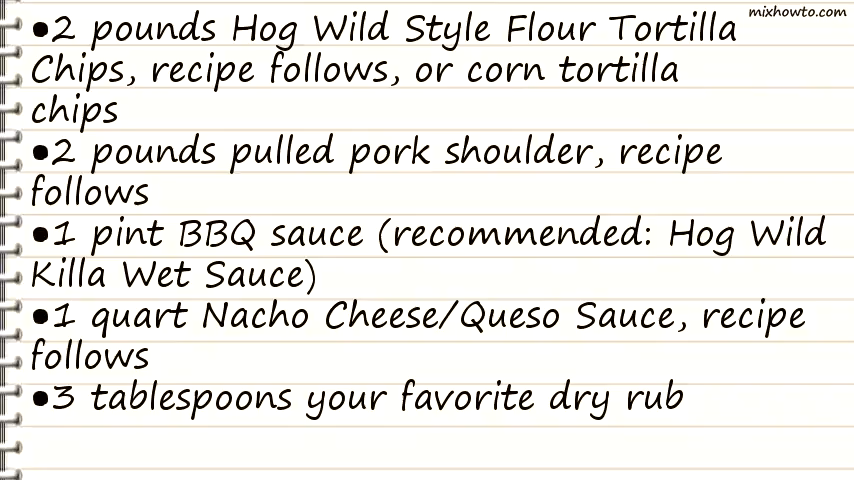 mixhowto.com
•2 pounds Hog Wild Style Flour Tortilla
Chips, recipe follows, or corn tortilla
chips
•2 pounds pulled pork shoulder, recipe
follows
•1 pint BBQ sauce (recommended: Hog Wild
Killa Wet Sauce)
•1 quart Nacho Cheese/Queso Sauce, recipe
follows
•3 tablespoons your favorite dry rub